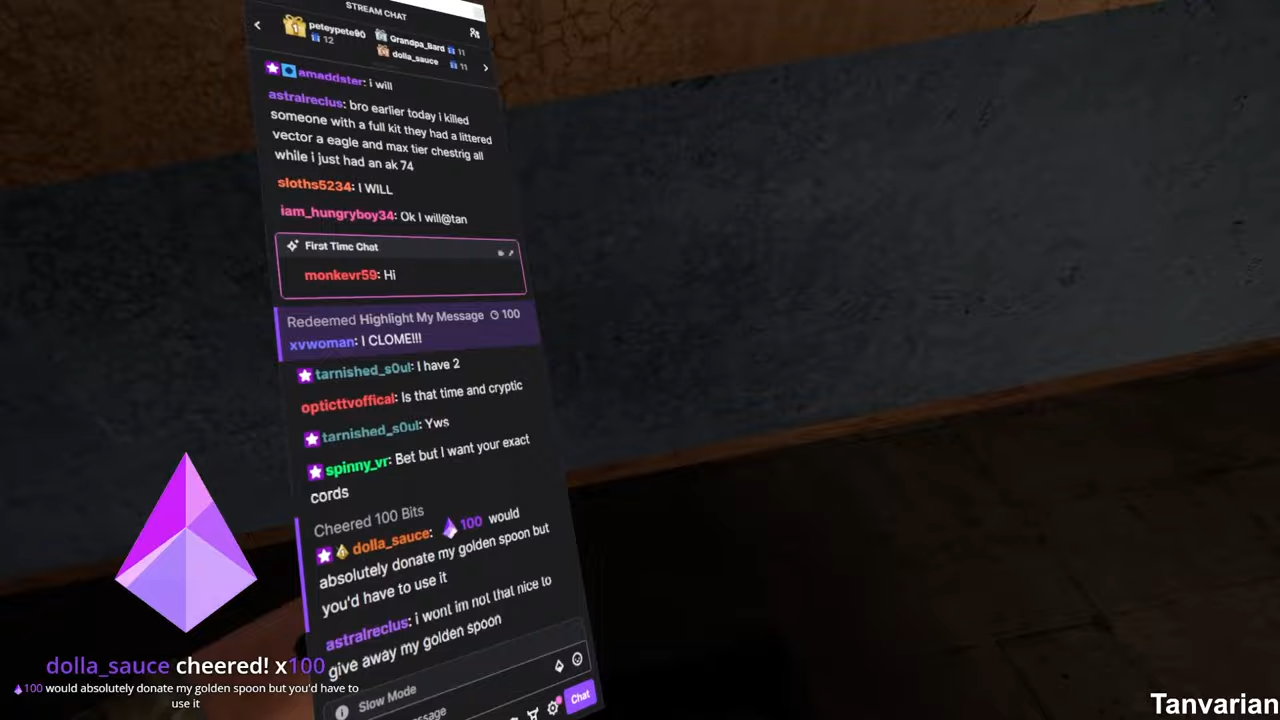 STREAM CHAT
peteypete90
12
Grandpa_Bard 11
dolla_sauce 11
amaddster: i will
astralreclus: bro earlier today i killed
someone with a full kit they had a littered
vector a eagle and max tier chestrig all
while i just had an ak 74
sloths5234: I WILL
iam_hungryboy34: Ok I will@tan
First Time Chat
monkevr59: Hi
Redeemed Highlight My Message 100
xvwoman: I CLOME!!!
tarnished_s0ul: I have 2
opticttvoffical: Is that time and cryptic
tarnished_s0ul: Yws
spinny_vr: Bet but I want your exact
cords
Cheered 100 Bits
dolla_sauce: 100 would
absolutely donate my golden spoon but
you'd have to use it
astralreclus: i wont im not that nice to
give away my golden spoon
Slow Mode
Chat
dolla_sauce cheered! x100
100 would absolutely donate my golden spoon but you'd have to
use it
Tanvarian